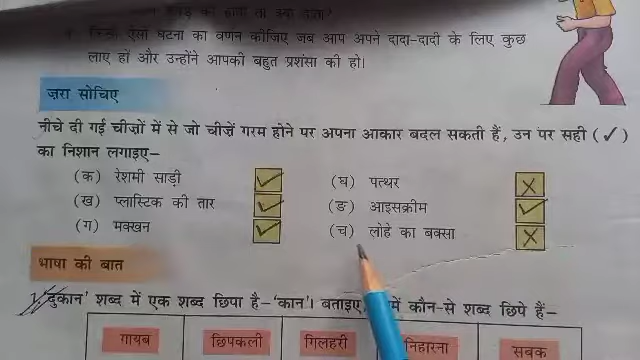 ऐसी घटना का वर्णन कीजिए जब आप अपने दादा-दादी के लिए कुछ
लाए हों और उन्होंने आपकी बहुत प्रशंसा की हो।
ज़रा सोचिए
नीचे दी गई चीज़ों में से जो चीज़ें गरम होने पर अपना आकार बदल सकती हैं, उन पर सही (✓)
का निशान लगाइए–
(क) रेशमी साड़ी ✓ (घ) पत्थर ✗
(ख) प्लास्टिक की तार ✓ (ङ) आइसक्रीम ✓
(ग) मक्खन ✓ (च) लोहे का बक्सा ✗
भाषा की बात
1. 'दुकान' शब्द में एक शब्द छिपा है–'कान'। बताइए, में कौन-से शब्द छिपे हैं–
गायब छिपकली गिलहरी निहारना सबक